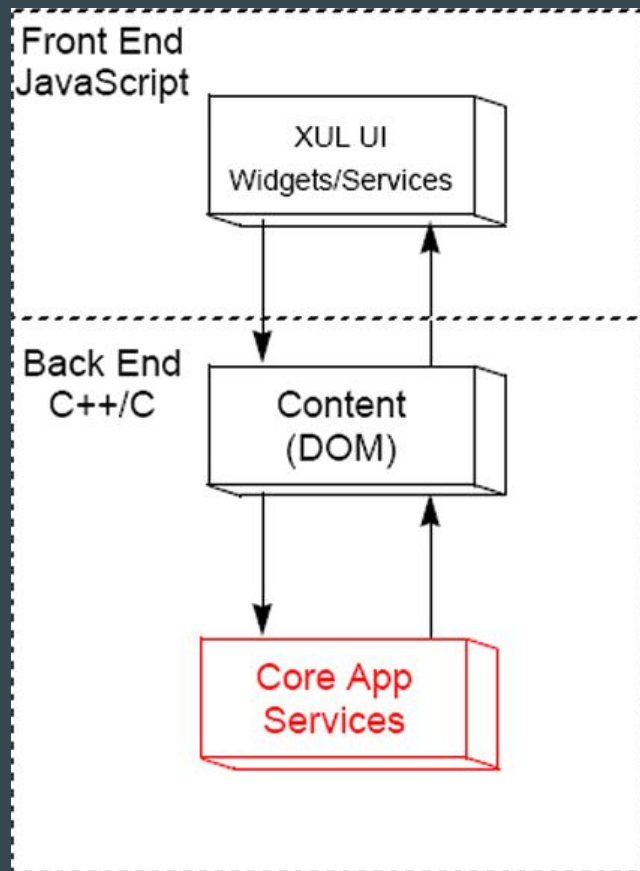 Front End
JavaScript
XUL UI
Widgets/Services
Back End
C++/C
Content
(DOM)
Core App
Services